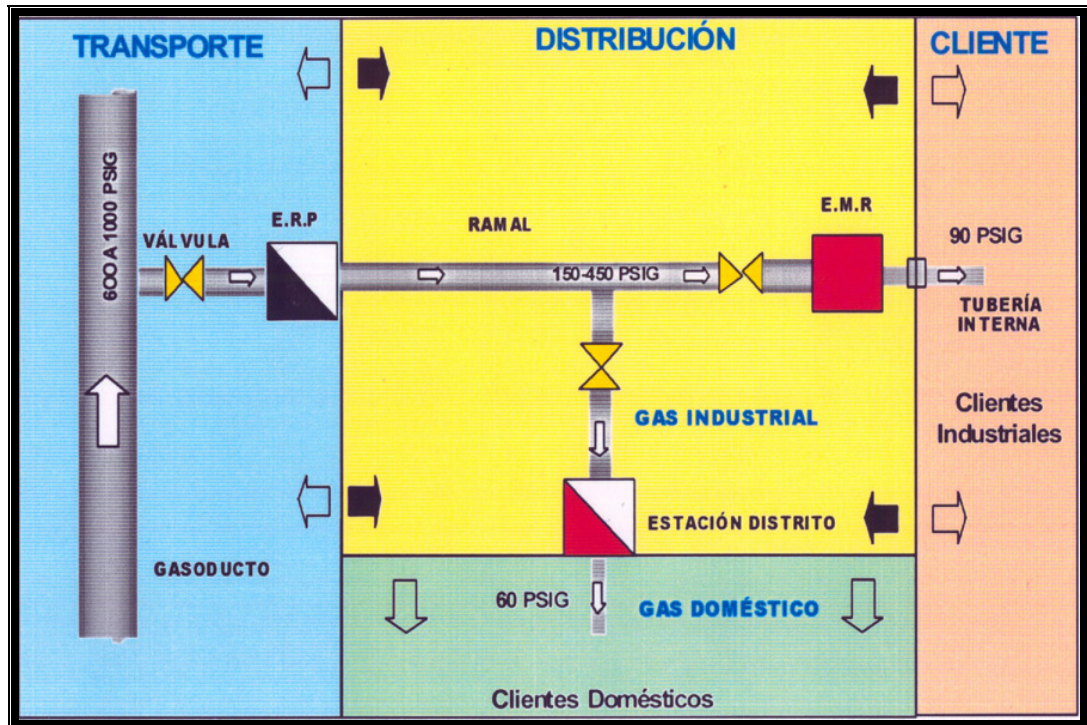 TRANSPORTE
DISTRIBUCIÓN
CLIENTE
600 A 1000 PSIG
VÁLVULA
E.R.P
RAMAL
150-450 PSIG
E.M.R
90 PSIG
TUBERÍA
INTERNA
GAS INDUSTRIAL
Clientes
Industriales
ESTACIÓN DISTRITO
GASODUCTO
60 PSIG
GAS DOMÉSTICO
Clientes Domésticos